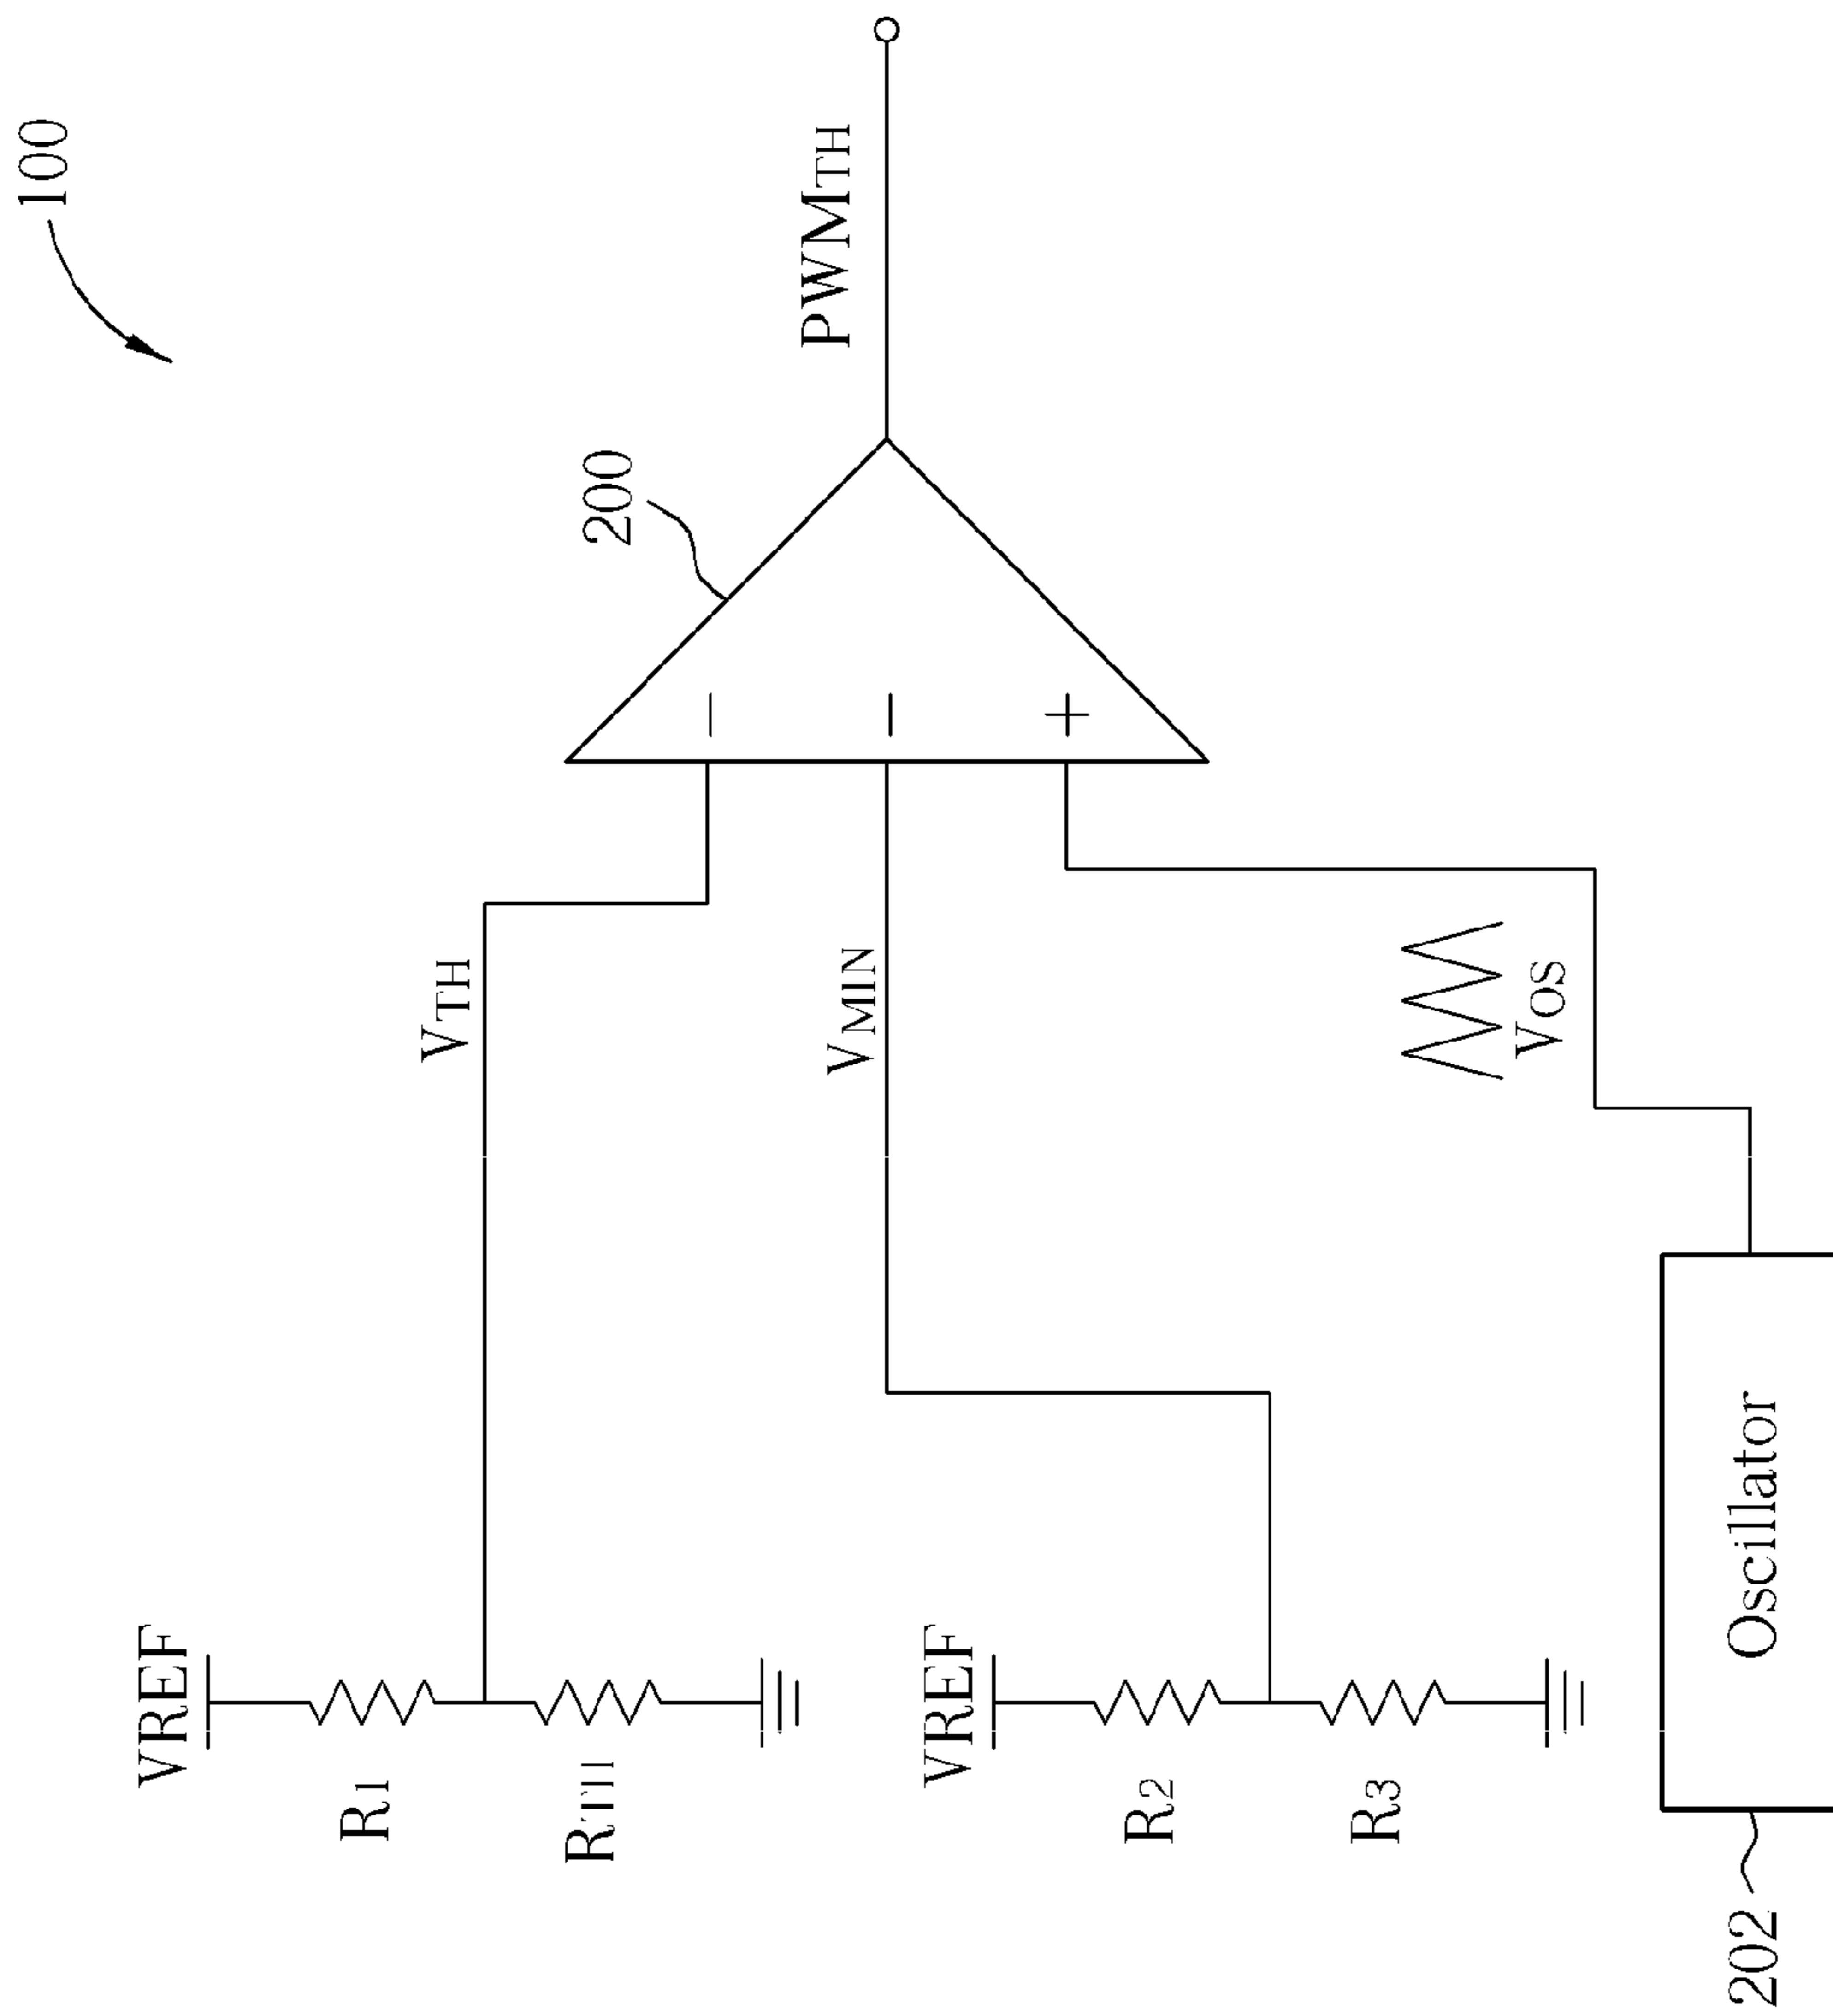 100
VREF
R1
RTH
VTH
200
PWMTH
VREF
R2
R3
VMIN
VOS
Oscillator
202